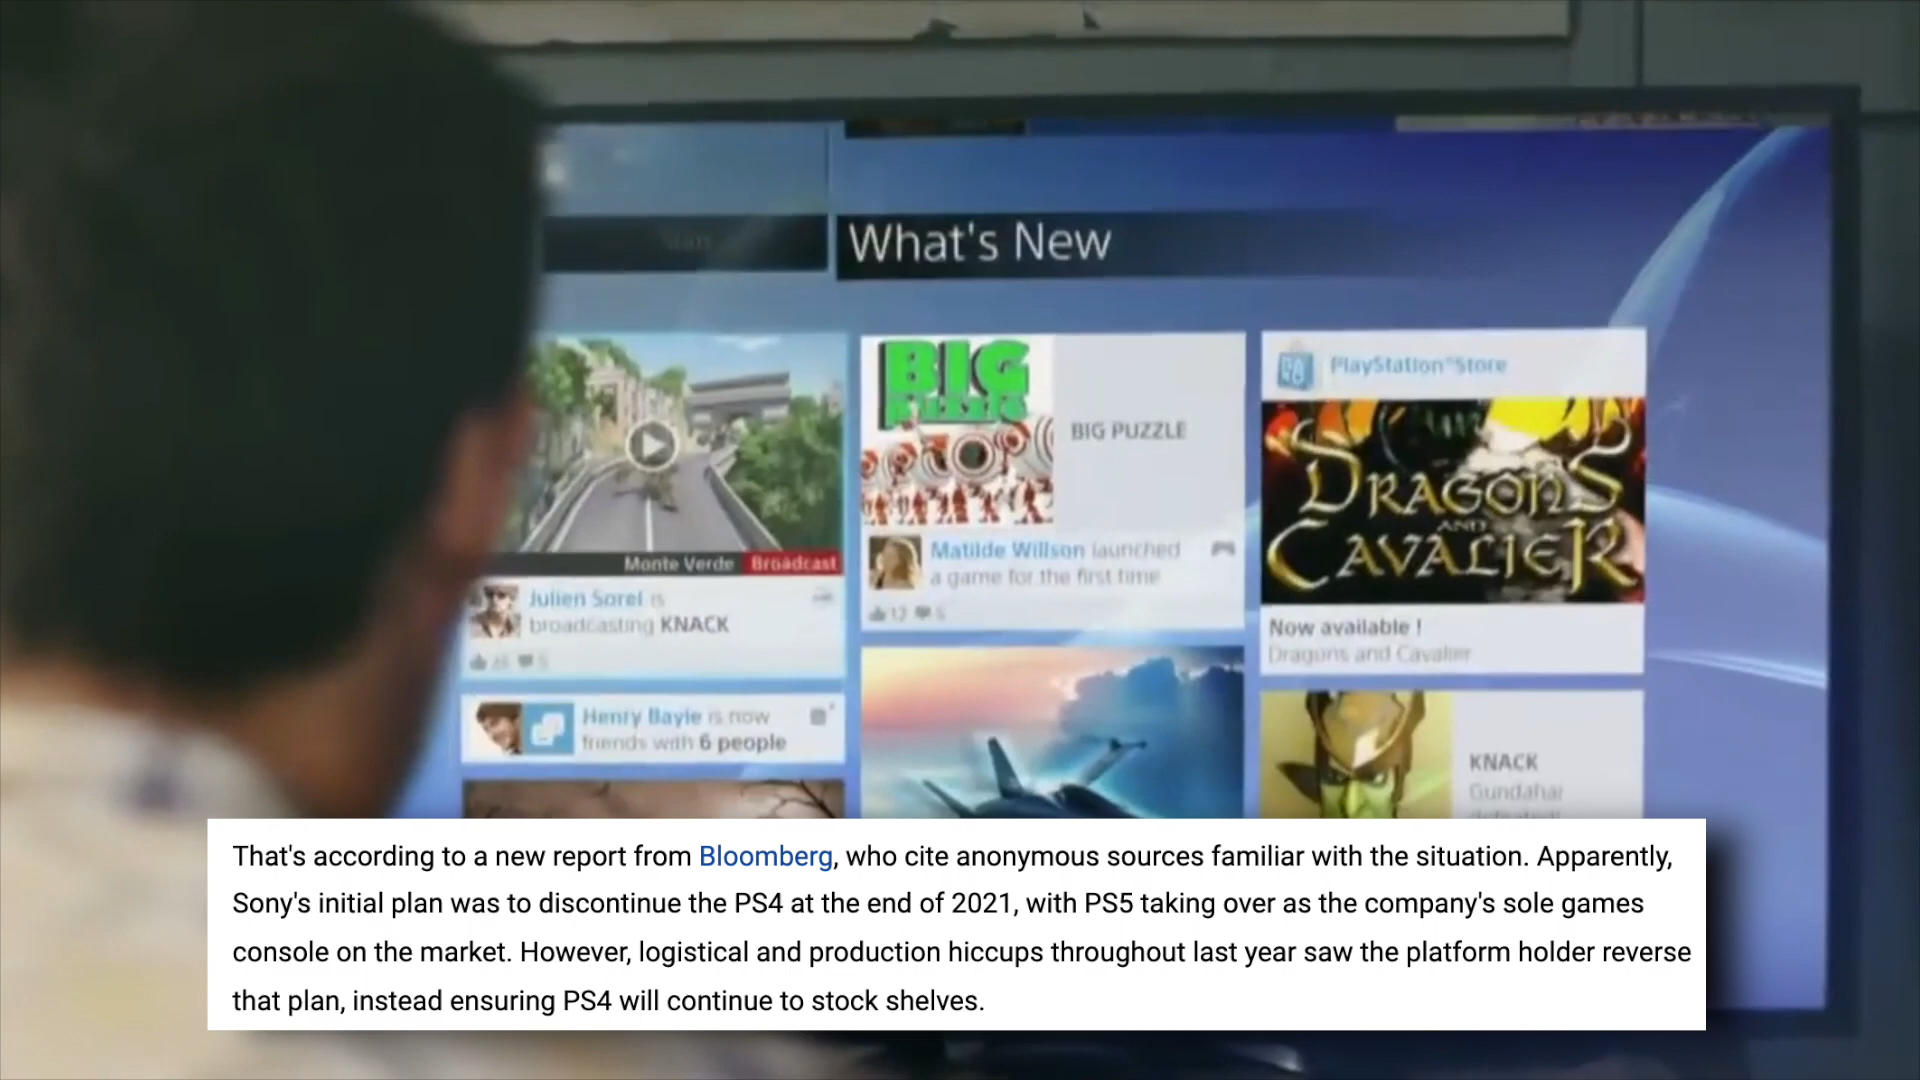 What's New
BIG
BIG PUZZLE
PlayStation®Store
DRAGONS
AND
CAVALIER
Monte Verde Broadcast
Julien Sorel is
broadcasting KNACK
Matilde Willson launched
a game for the first time
12 5
Now available !
Dragons and Cavalier
Henry Bayle is now
friends with 6 people
KNACK
Gundahar
That's according to a new report from Bloomberg, who cite anonymous sources familiar with the situation. Apparently,
Sony's initial plan was to discontinue the PS4 at the end of 2021, with PS5 taking over as the company's sole games
console on the market. However, logistical and production hiccups throughout last year saw the platform holder reverse
that plan, instead ensuring PS4 will continue to stock shelves.